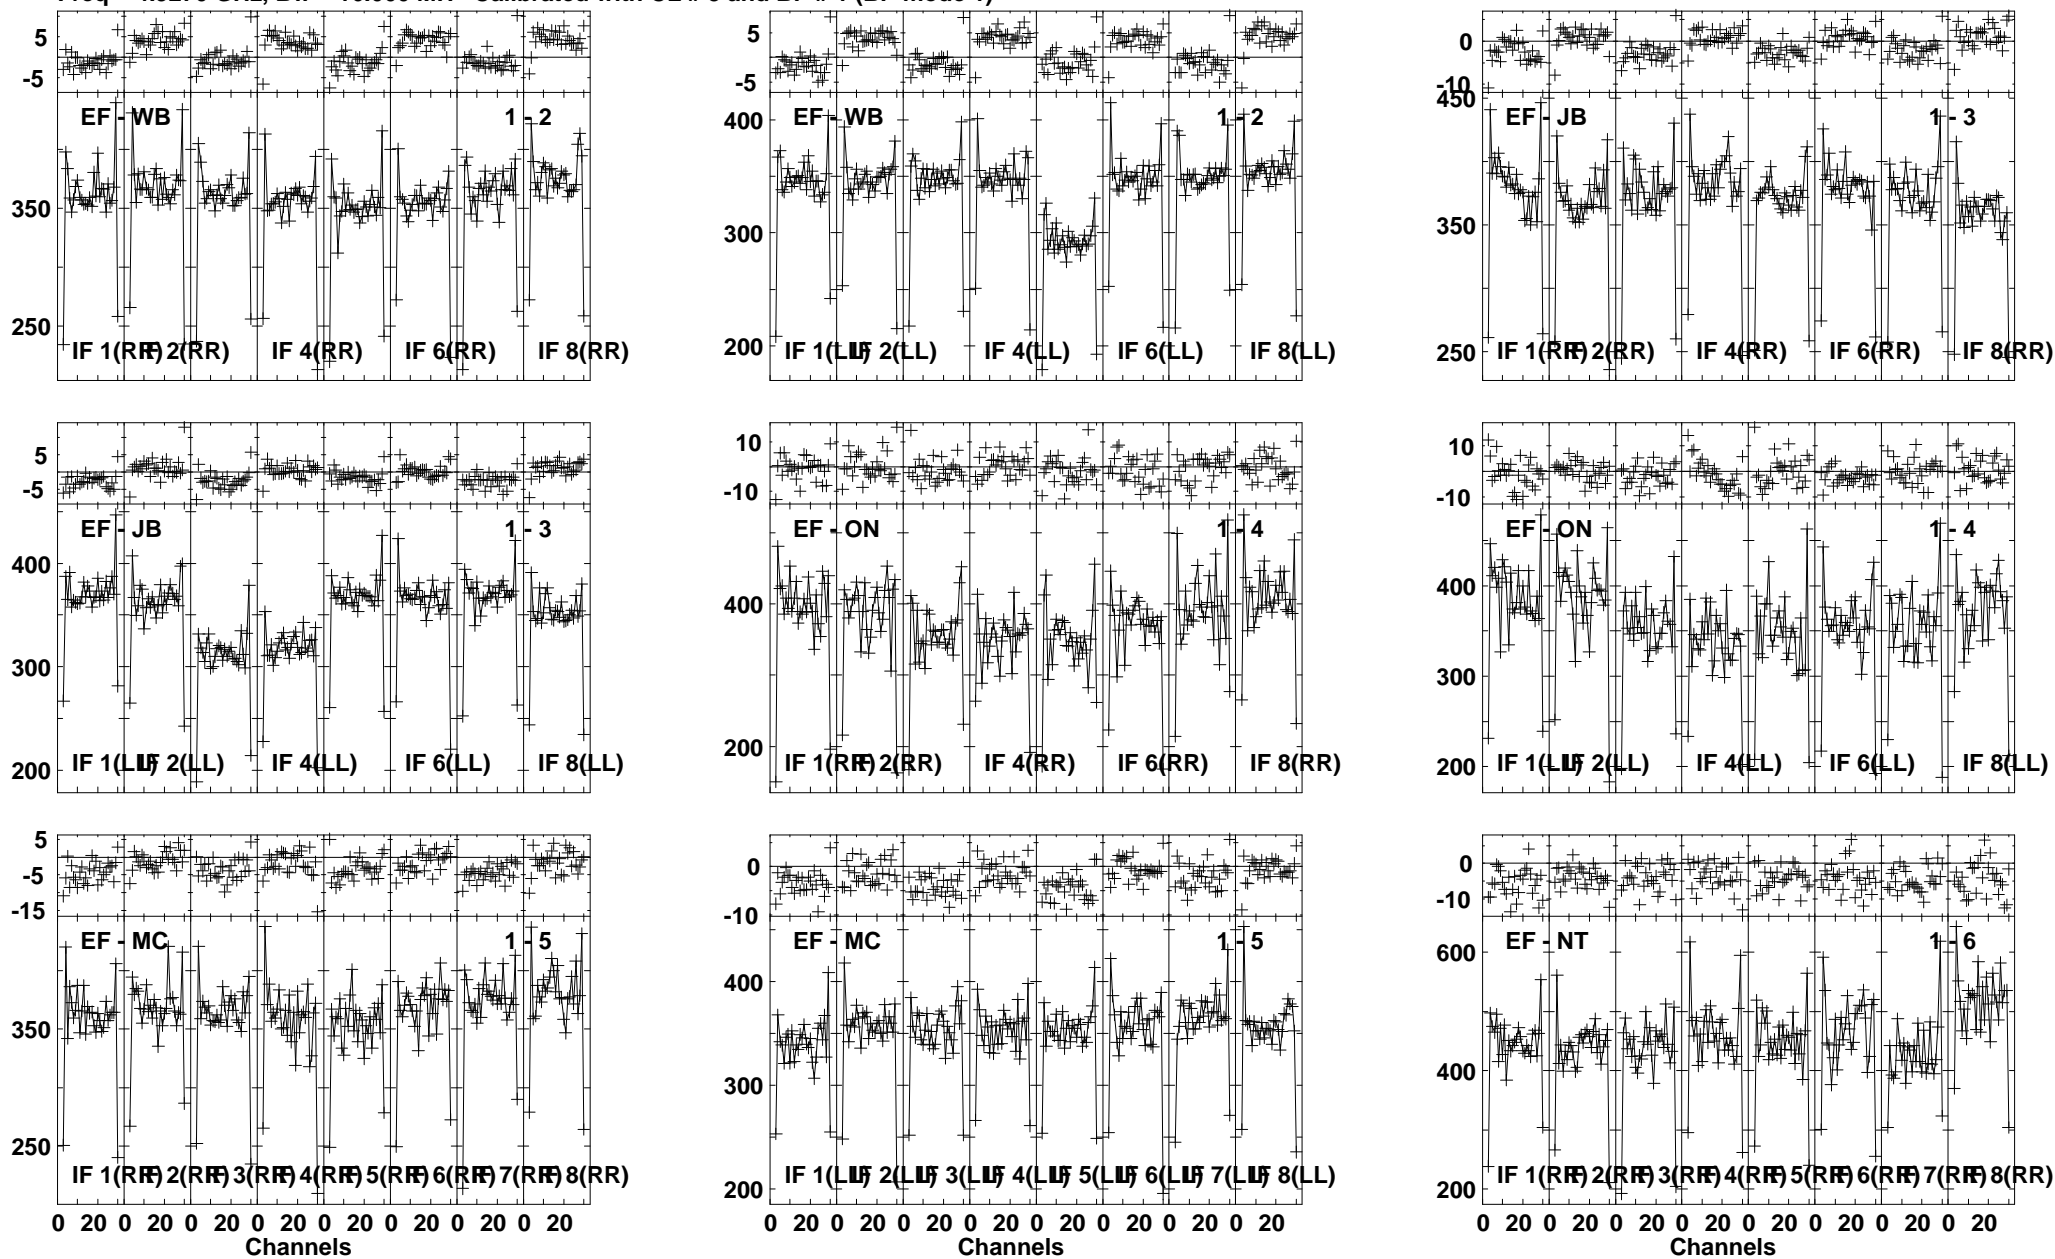 5
-5
EF - WB
1 - 2
350
250
IF 1(RR)
IF 2(RR)
IF 4(RR)
IF 6(RR)
IF 8(RR)
5
-5
400
EF - WB
1 - 2
300
200
IF 1(LL)
IF 2(LL)
IF 4(LL)
IF 6(LL)
IF 8(LL)
0
-10
450
EF - JB
1 - 3
350
250
IF 1(RR)
IF 2(RR)
IF 4(RR)
IF 6(RR)
IF 8(RR)
5
-5
EF - JB
1 - 3
400
300
200
IF 1(LL)
IF 2(LL)
IF 4(LL)
IF 6(LL)
IF 8(LL)
10
-10
EF - ON
1 - 4
400
200
IF 1(RR)
IF 2(RR)
IF 4(RR)
IF 6(RR)
IF 8(RR)
10
-10
EF - ON
1 - 4
400
300
200
IF 1(LL)
IF 2(LL)
IF 4(LL)
IF 6(LL)
IF 8(LL)
5
-5
-15
EF - MC
1 - 5
350
250
IF 1(RR)
IF 2(RR)
IF 3(RR)
IF 4(RR)
IF 5(RR)
IF 6(RR)
IF 7(RR)
IF 8(RR)
0 20 0 20 0 20 0 20 0 20 0 20 0 20 0 20
Channels
0
-10
EF - MC
1 - 5
400
300
200
IF 1(LL)
IF 2(LL)
IF 3(LL)
IF 4(LL)
IF 5(LL)
IF 6(LL)
IF 7(LL)
IF 8(LL)
0 20 0 20 0 20 0 20 0 20 0 20 0 20 0 20
Channels
0
-10
EF - NT
1 - 6
600
400
200
IF 1(RR)
IF 2(RR)
IF 3(RR)
IF 4(RR)
IF 5(RR)
IF 6(RR)
IF 7(RR)
IF 8(RR)
0 20 0 20 0 20 0 20 0 20 0 20 0 20 0 20
Channels